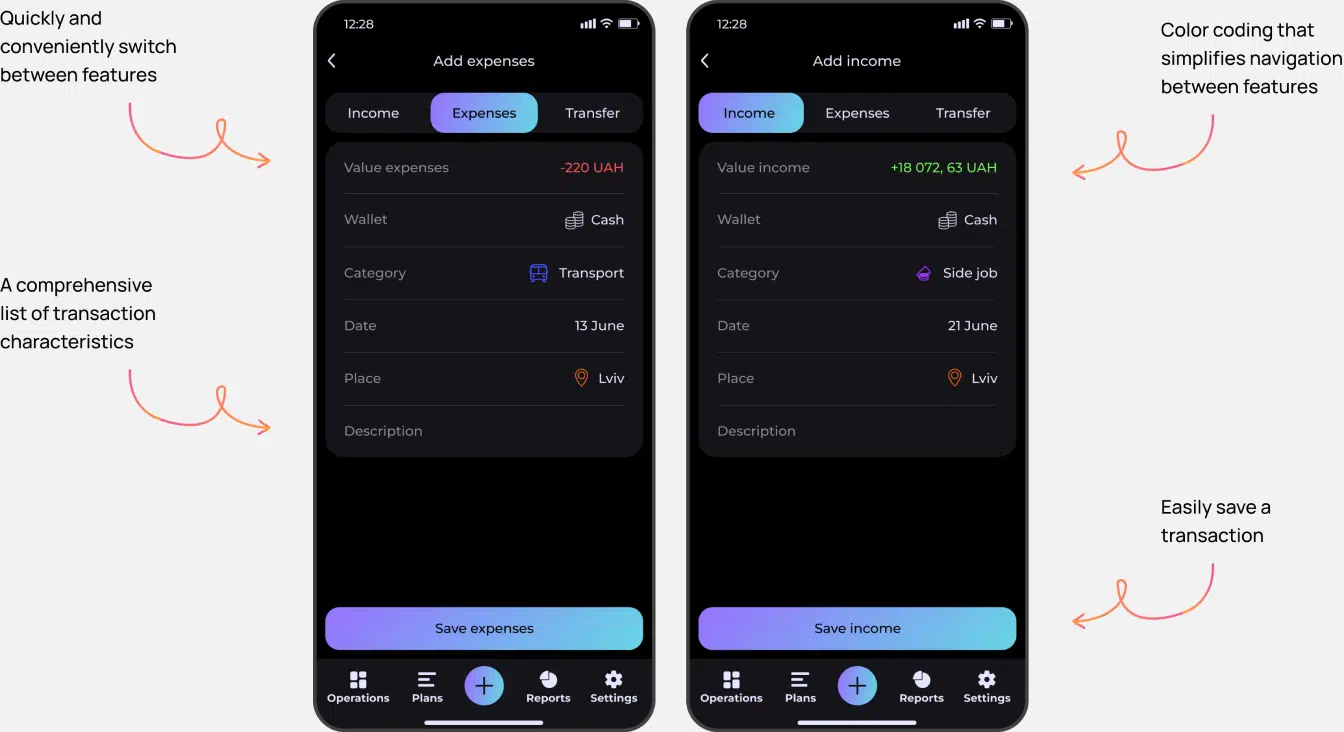 Quickly and
conveniently switch
between features
A comprehensive
list of transaction
characteristics
12:28
Add expenses
Income Expenses Transfer
Value expenses -220 UAH
Wallet Cash
Category Transport
Date 13 June
Place Lviv
Description
Save expenses
Operations Plans Reports Settings
12:28
Add income
Income Expenses Transfer
Value income +18 072, 63 UAH
Wallet Cash
Category Side job
Date 21 June
Place Lviv
Description
Save income
Operations Plans Reports Settings
Color coding that
simplifies navigation
between features
Easily save a
transaction